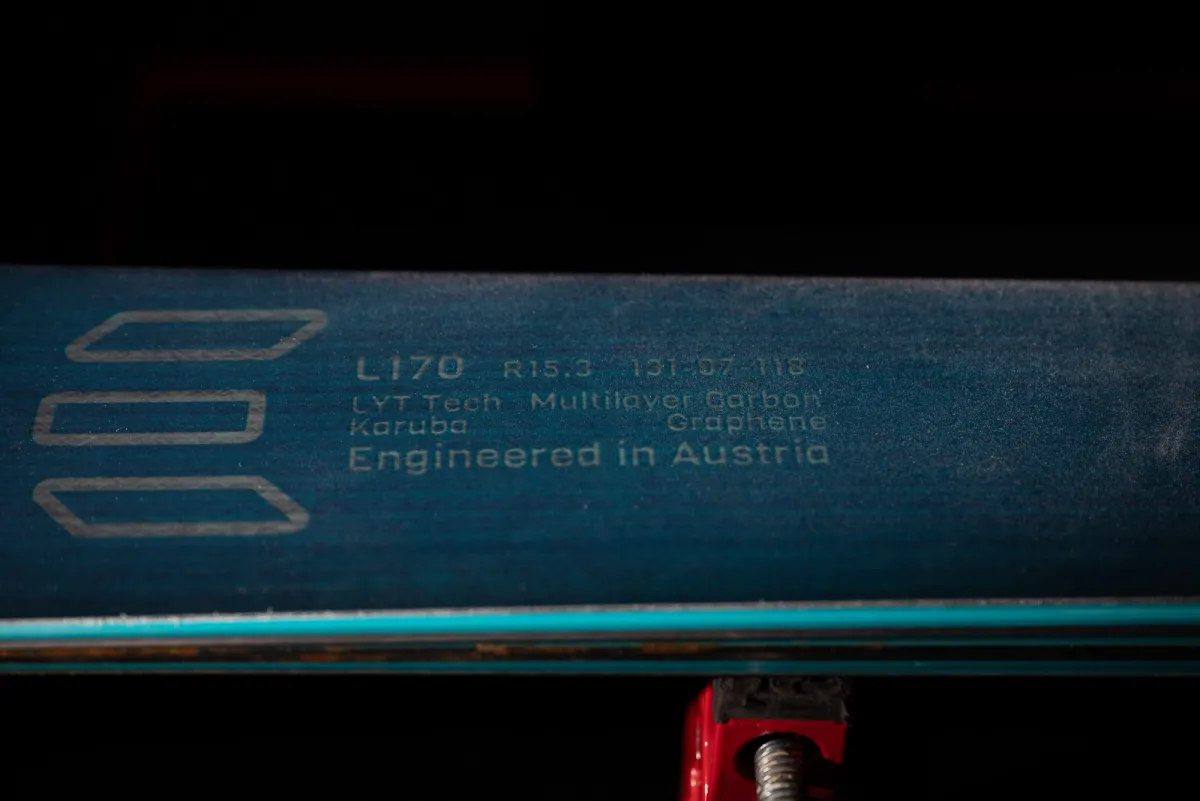 L170 R15.3 131-97-118
LYT Tech Multilayer Carbon
Karuba Graphene
Engineered in Austria